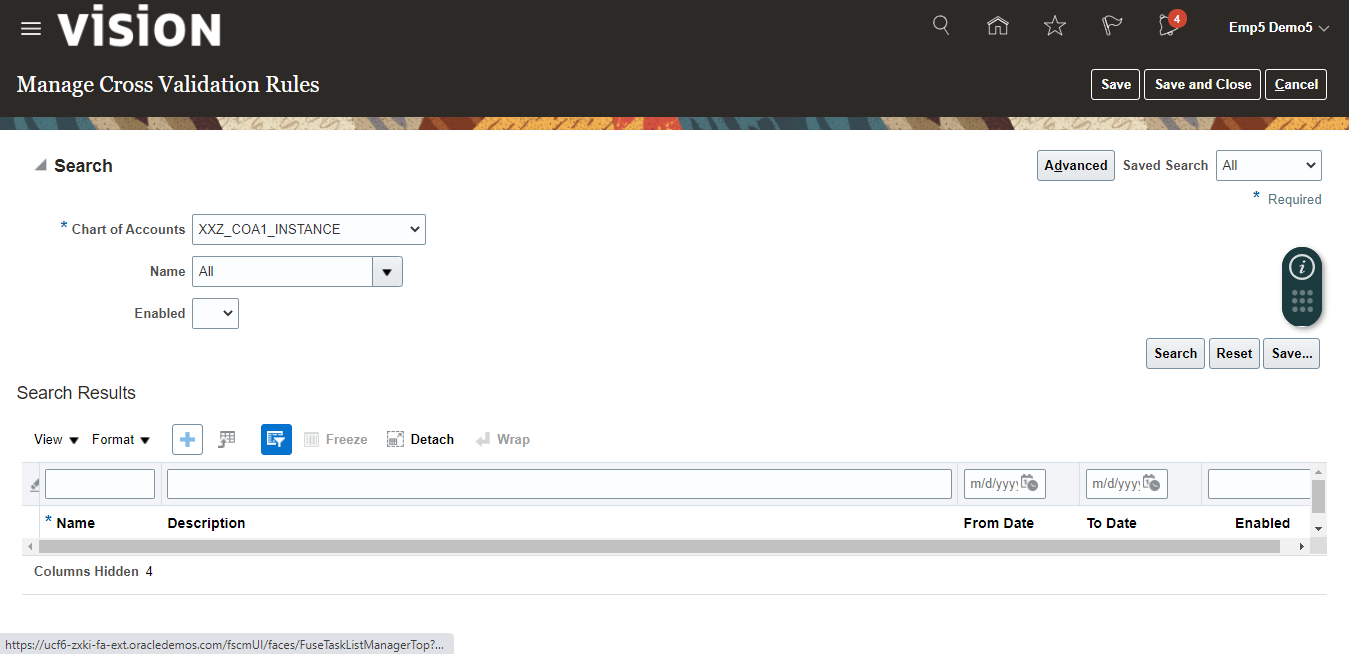 VISION
4
Emp5 Demo5
Manage Cross Validation Rules
Save
Save and Close
Cancel
Search
Advanced
Saved Search
All
* Required
* Chart of Accounts
XXZ_COA1_INSTANCE
Name
All
Enabled
Search
Reset
Save...
Search Results
View
Format
Freeze
Detach
Wrap
m/d/yyyy
m/d/yyyy
* Name
Description
From Date
To Date
Enabled
Columns Hidden 4
https://ucf6-zxki-fa-ext.oracledemos.com/fscmUI/faces/FuseTaskListManagerTop?...